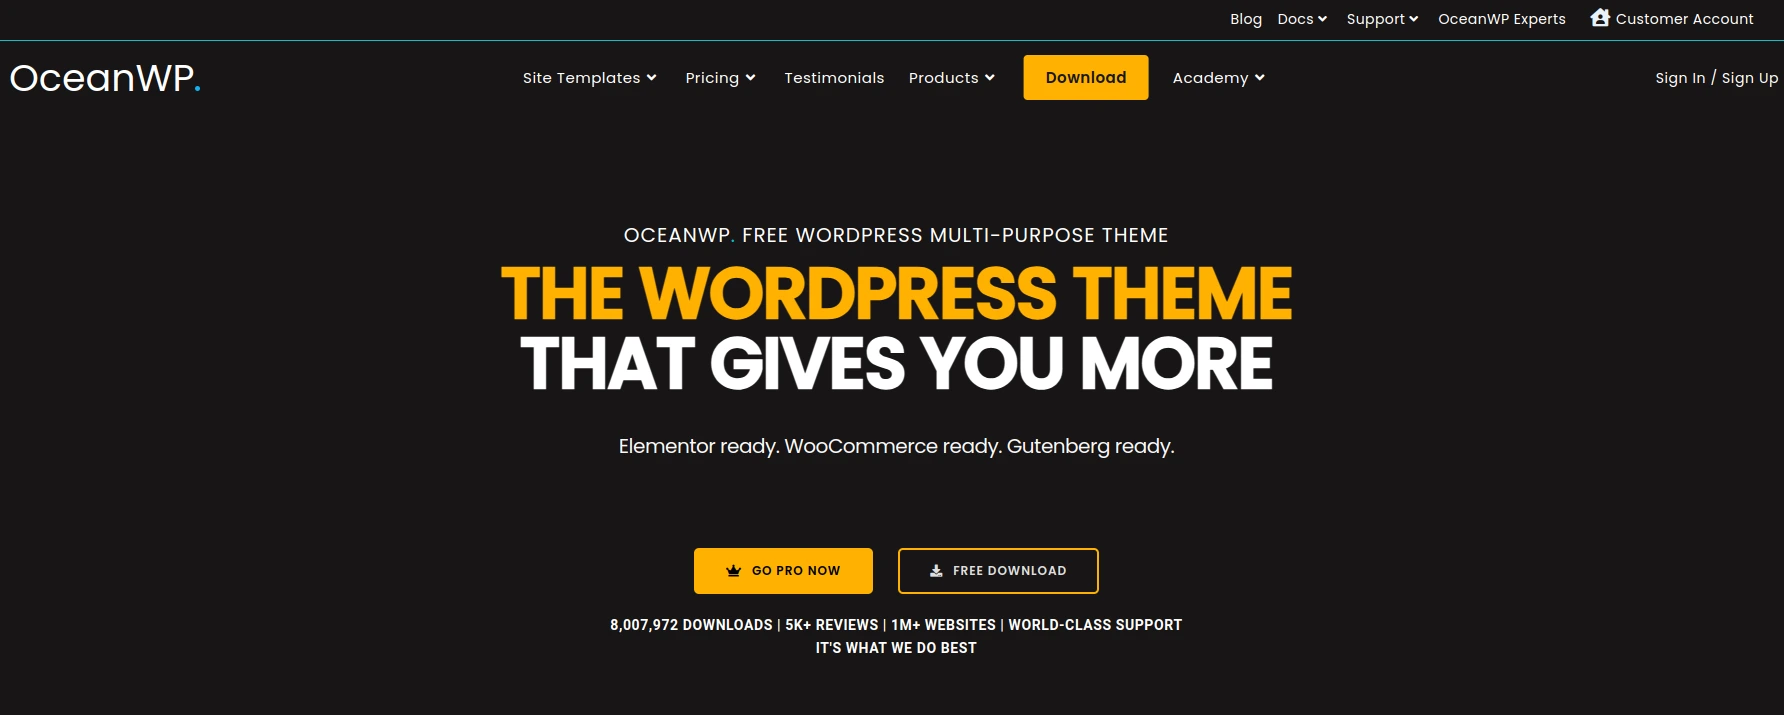 Blog Docs Support OceanWP Experts Customer Account
OceanWP. Site Templates Pricing Testimonials Products Download Academy Sign In / Sign Up
OCEANWP. FREE WORDPRESS MULTI-PURPOSE THEME
THE WORDPRESS THEME
THAT GIVES YOU MORE
Elementor ready. WooCommerce ready. Gutenberg ready.
GO PRO NOW FREE DOWNLOAD
8,007,972 DOWNLOADS | 5K+ REVIEWS | 1M+ WEBSITES | WORLD-CLASS SUPPORT
IT'S WHAT WE DO BEST